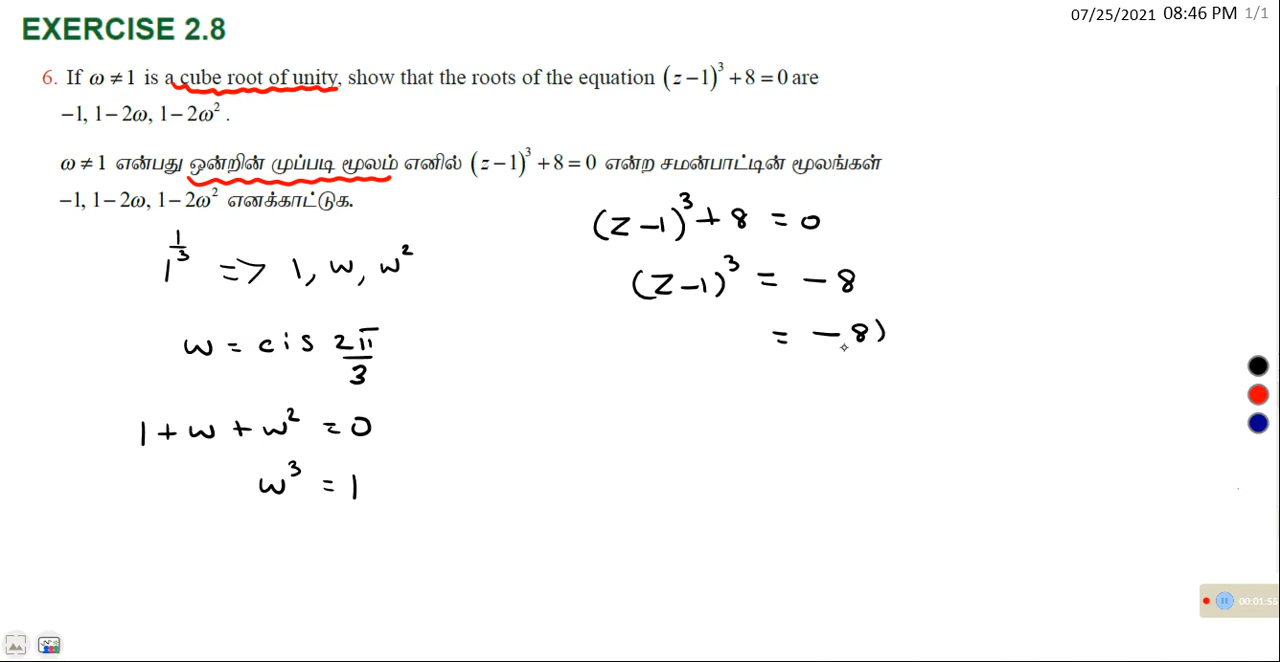 07/25/2021 08:46 PM 1/1
EXERCISE 2.8
6. If ω ≠ 1 is a cube root of unity, show that the roots of the equation (z−1)³ + 8 = 0 are
−1, 1−2ω, 1−2ω² .
ω ≠ 1 என்பது ஒன்றின் முப்படி மூலம் எனில் (z−1)³ + 8 = 0 என்ற சமன்பாட்டின் மூலங்கள்
−1, 1−2ω, 1−2ω² எனக்காட்டுக.
1^(1/3) => 1, w, w²
w = cis 2π/3
1 + w + w² = 0
w³ = 1
(z−1)³ + 8 = 0
(z−1)³ = −8
= −8)